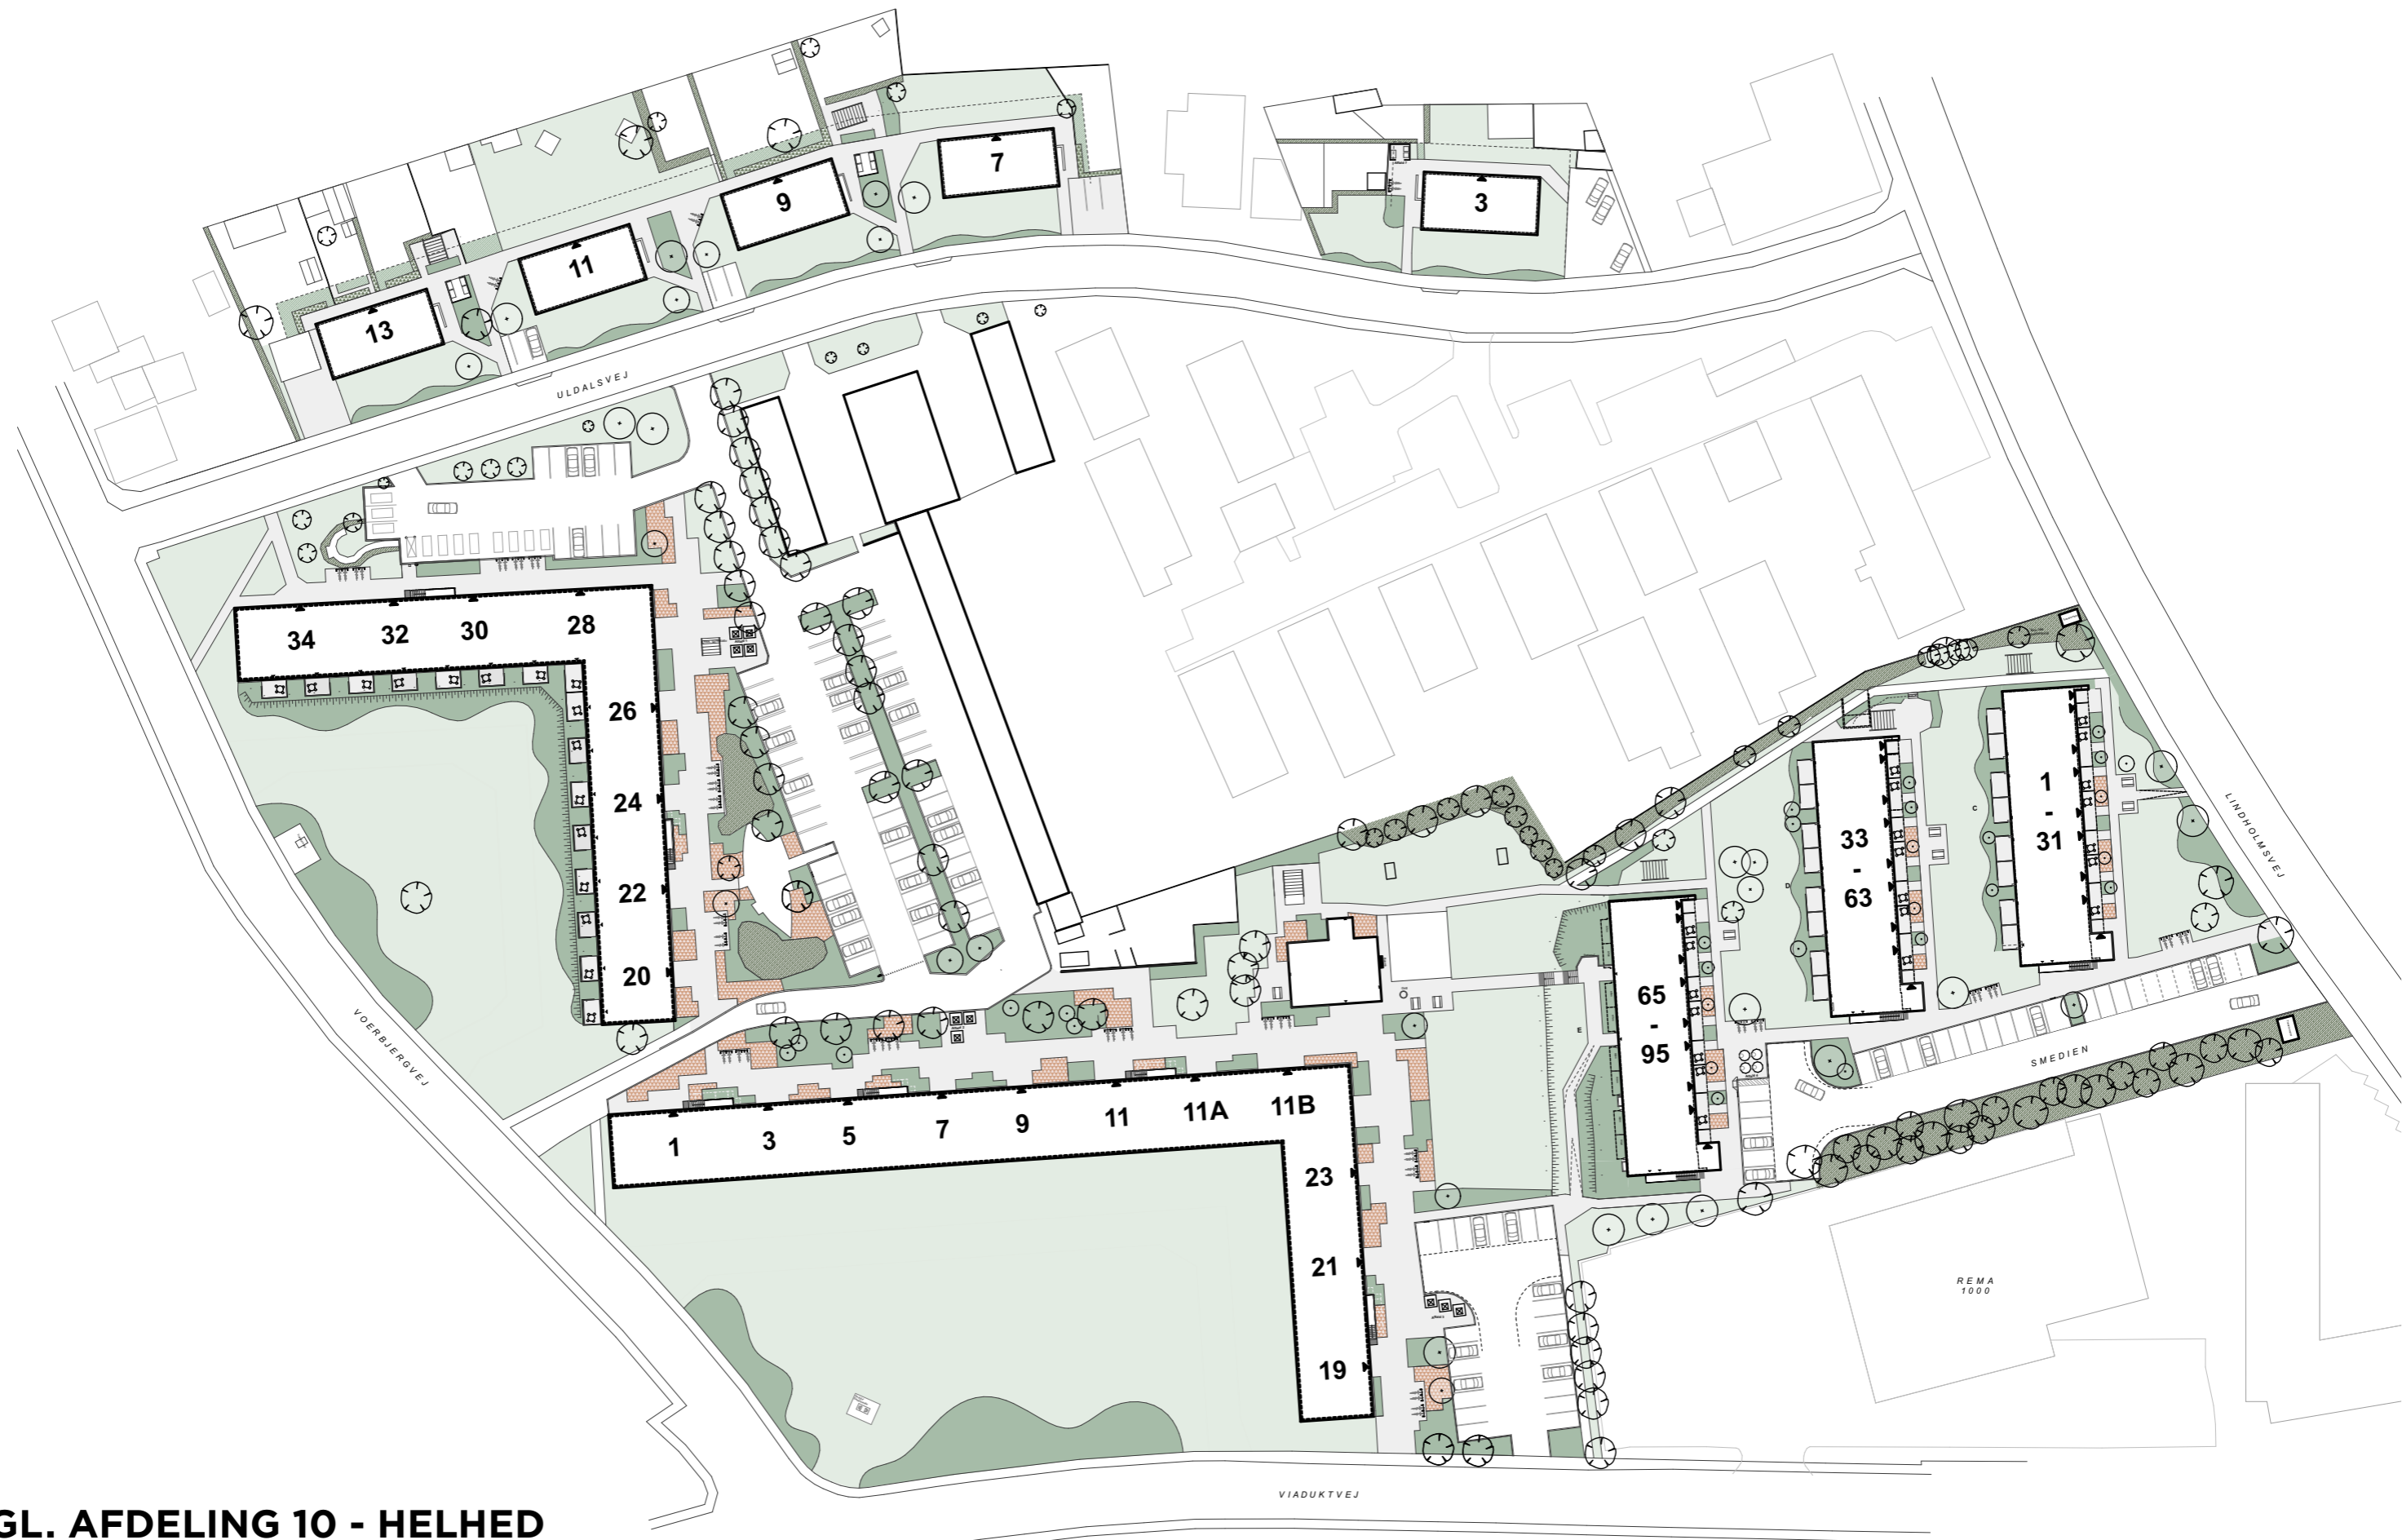 7
9
3
11
13
ULDALSVEJ
34
32
30
28
26
24
22
20
1
-
31
33
-
63
C
D
LINDHOLMSVEJ
65
-
95
E
VOERBJERGVEJ
SMEDIEN
1
3
5
7
9
11
11A
11B
23
21
19
REMA
1000
VIADUKTVEJ
GL. AFDELING 10 - HELHED